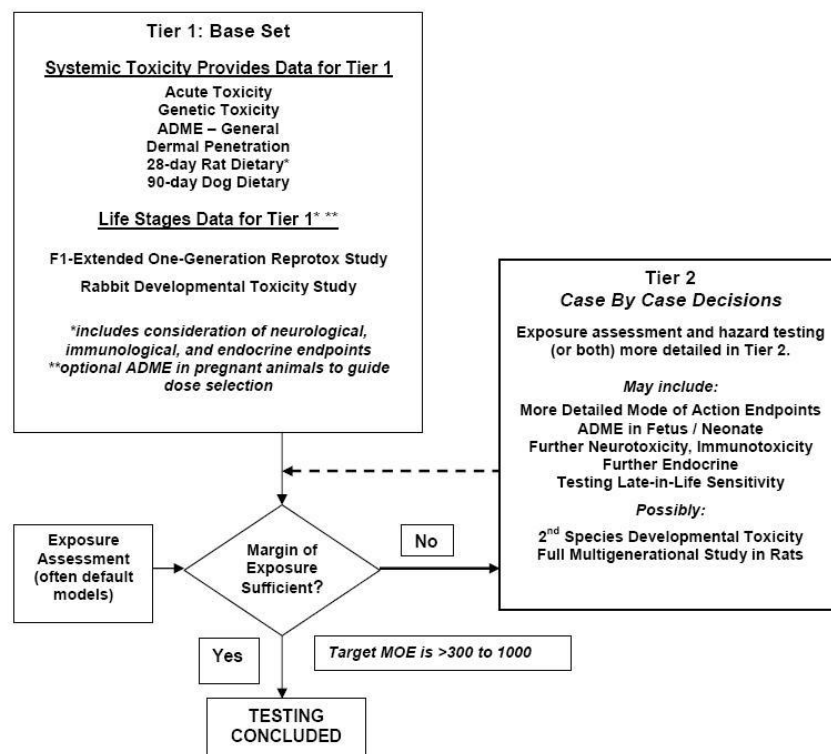 Tier 1: Base Set
Systemic Toxicity Provides Data for Tier 1
Acute Toxicity
Genetic Toxicity
ADME – General
Dermal Penetration
28-day Rat Dietary*
90-day Dog Dietary
Life Stages Data for Tier 1* **
F1-Extended One-Generation Reprotox Study
Rabbit Developmental Toxicity Study
*includes consideration of neurological,
immunological, and endocrine endpoints
**optional ADME in pregnant animals to guide
dose selection
Tier 2
Case By Case Decisions
Exposure assessment and hazard testing
(or both) more detailed in Tier 2.
May include:
More Detailed Mode of Action Endpoints
ADME in Fetus / Neonate
Further Neurotoxicity, Immunotoxicity
Further Endocrine
Testing Late-in-Life Sensitivity
Possibly:
2nd Species Developmental Toxicity
Full Multigenerational Study in Rats
Exposure
Assessment
(often default
models)
Margin of
Exposure
Sufficient?
No
Yes
Target MOE is >300 to 1000
TESTING
CONCLUDED